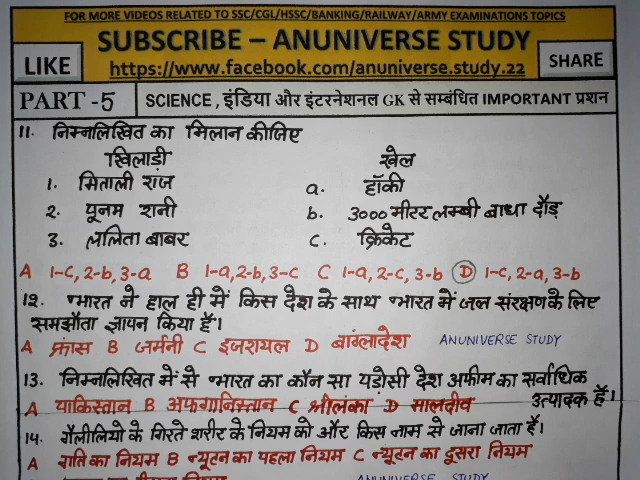 FOR MORE VIDEOS RELATED TO SSC/CGL/HSSC/BANKING/RAILWAY/ARMY EXAMINATIONS TOPICS
SUBSCRIBE – ANUNIVERSE STUDY
LIKE
https://www.facebook.com/anuniverse.study.22
SHARE
PART -5
SCIENCE , इंडिया और इंटरनेशनल GK से सम्बंधित IMPORTANT प्रशन
11. निम्नलिखित का मिलान कीजिए
खिलाड़ी खेल
1. मिताली राज a. हॉकी
2. पूनम रानी b. 3000 मीटर लम्बी बाधा दौड़
3. ललिता बाबर c. क्रिकेट
A 1-c, 2-b, 3-a B 1-a, 2-b, 3-c C 1-a, 2-c, 3-b D 1-c, 2-a, 3-b
12. भारत ने हाल ही में किस देश के साथ भारत में जल संरक्षण के लिए
समझौता ज्ञापन किया है।
A फ्रांस B जर्मनी C इजरायल D बांग्लादेश ANUNIVERSE STUDY
13. निम्नलिखित में से भारत का कौन सा पड़ोसी देश अफीम का सर्वाधिक
उत्पादक है।
A पाकिस्तान B अफगानिस्तान C श्रीलंका D मालदीव
14. गैलीलियो के गिरते शरीर के नियम को और किस नाम से जाना जाता है।
A गति का नियम B न्यूटन का पहला नियम C न्यूटन का दूसरा नियम
ANUNIVERSE STUDY